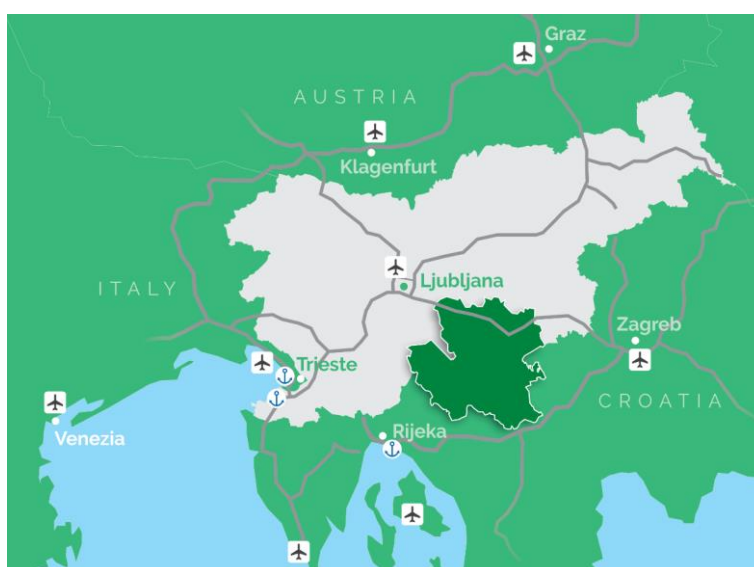 Graz
AUSTRIA
Klagenfurt
ITALY
Ljubljana
Zagreb
Trieste
CROATIA
Venezia
Rijeka